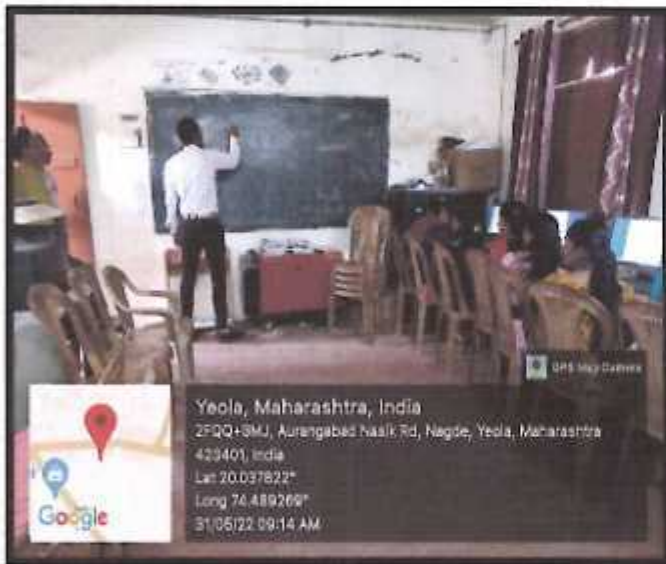 GPS Map Camera
Yeola, Maharashtra, India
2FQQ+3MJ, Aurangabad Nasik Rd, Nagde, Yeola, Maharashtra
423401, India
Lat 20.037822°
Long 74.489269°
31/05/22 09:14 AM
Google